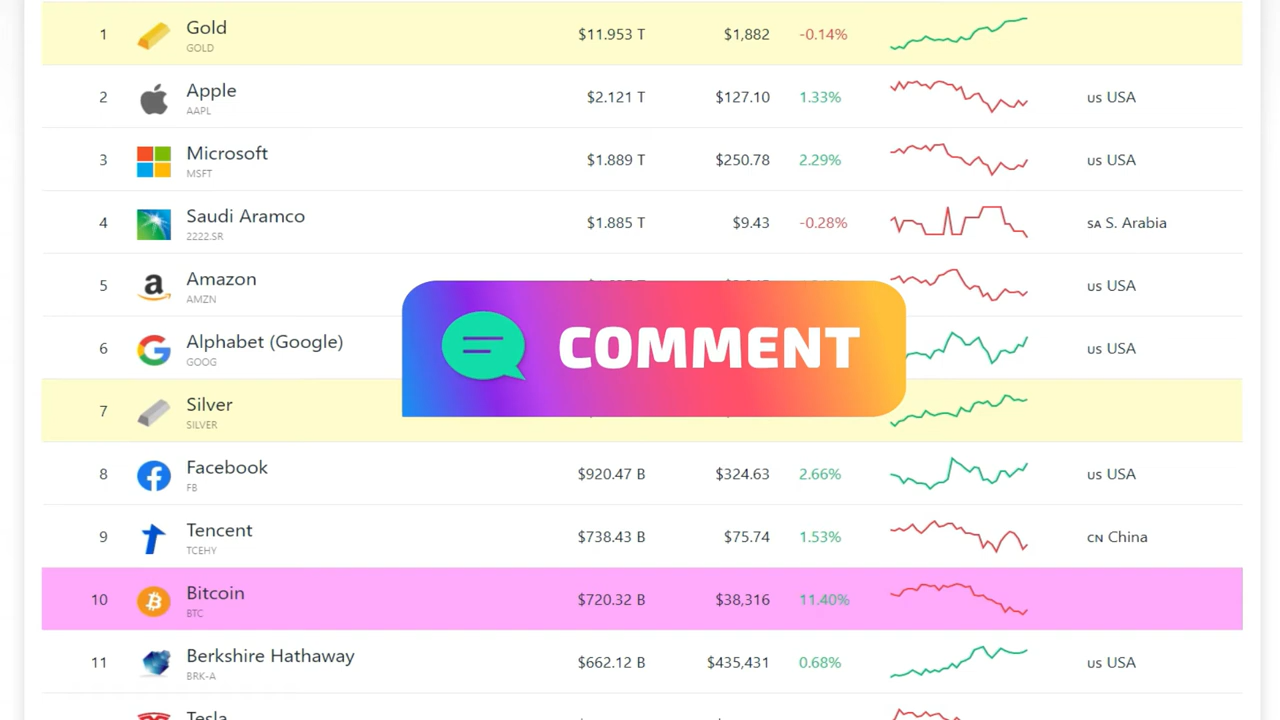 1 Gold $11.953 T $1,882 -0.14%
GOLD
2 Apple $2.121 T $127.10 1.33% us USA
AAPL
3 Microsoft $1.889 T $250.78 2.29% us USA
MSFT
4 Saudi Aramco $1.885 T $9.43 -0.28% SA S. Arabia
2222.SR
5 Amazon us USA
AMZN
6 Alphabet (Google) us USA
GOOG
COMMENT
7 Silver
SILVER
8 Facebook $920.47 B $324.63 2.66% us USA
FB
9 Tencent $738.43 B $75.74 1.53% CN China
TCEHY
10 Bitcoin $720.32 B $38,316 11.40%
BTC
11 Berkshire Hathaway $662.12 B $435,431 0.68% us USA
BRK-A
Tesla